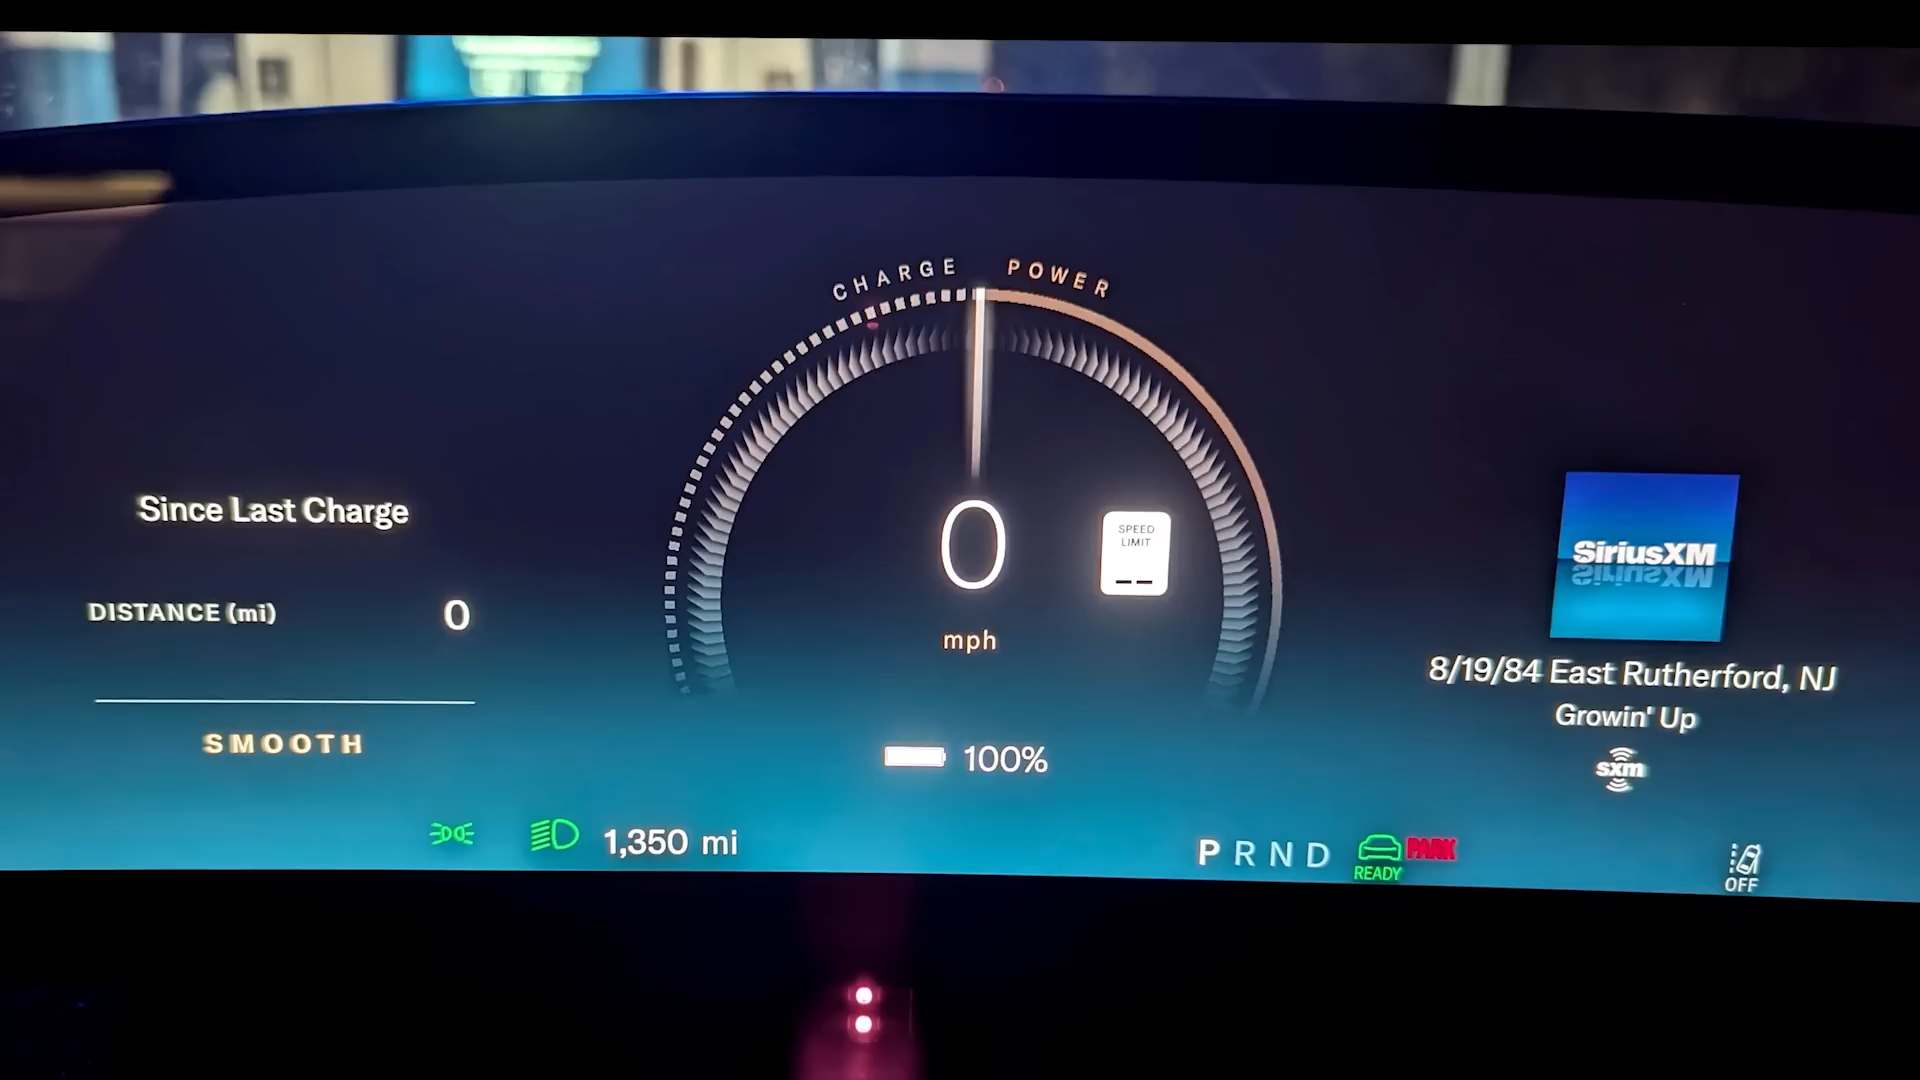 CHARGE POWER
Since Last Charge
DISTANCE (mi) 0
SMOOTH
0
mph
SPEED
LIMIT
100%
SiriusXM
8/19/84 East Rutherford, NJ
Growin' Up
sxm
1,350 mi
P R N D
READY
PARK
OFF